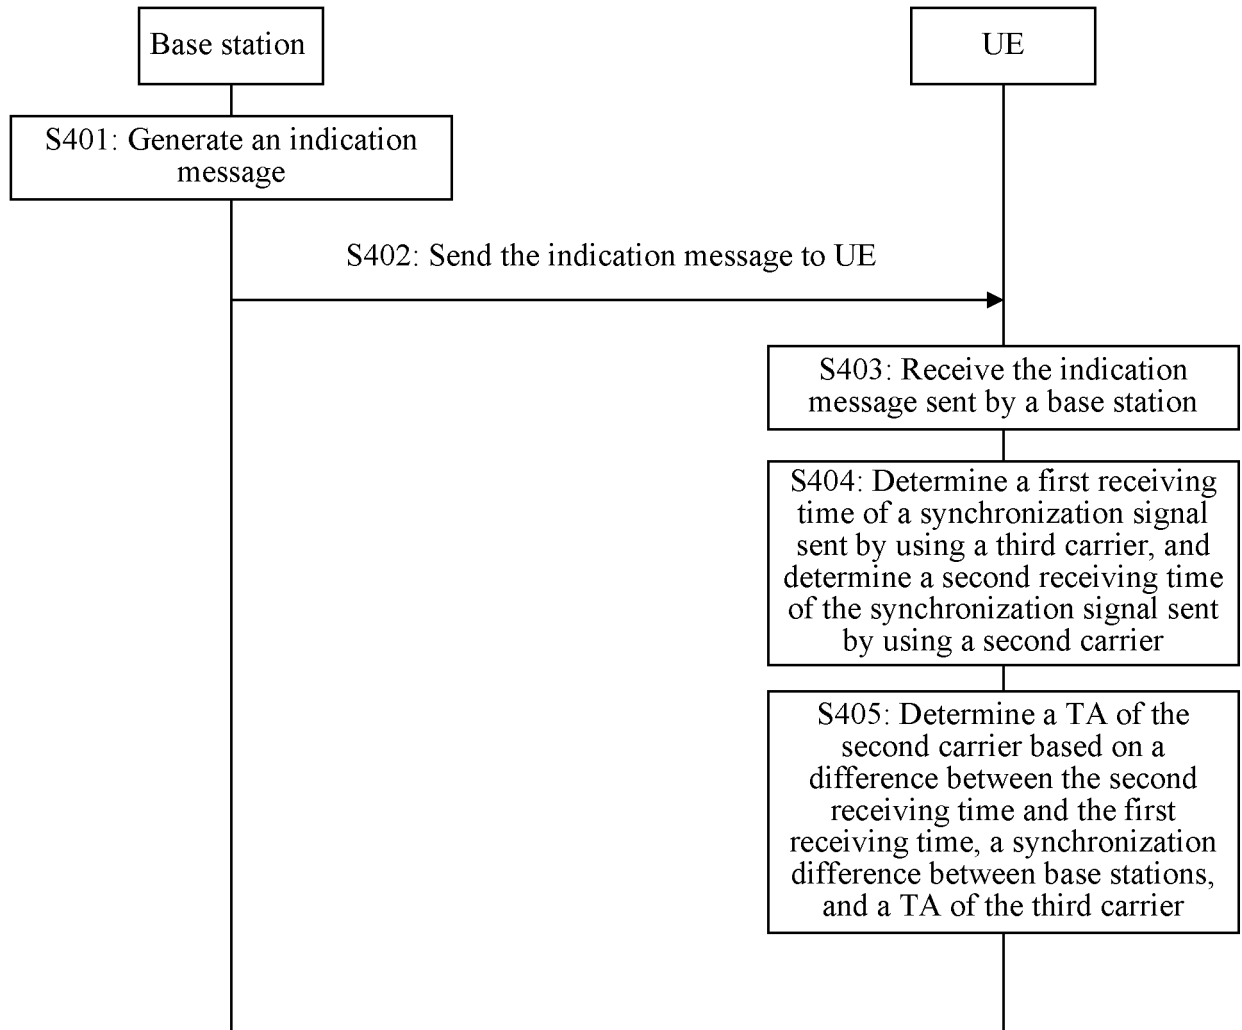 Base station
UE
S401: Generate an indication
message
S402: Send the indication message to UE
S403: Receive the indication
message sent by a base station
S404: Determine a first receiving
time of a synchronization signal
sent by using a third carrier, and
determine a second receiving time
of the synchronization signal sent
by using a second carrier
S405: Determine a TA of the
second carrier based on a
difference between the second
receiving time and the first
receiving time, a synchronization
difference between base stations,
and a TA of the third carrier